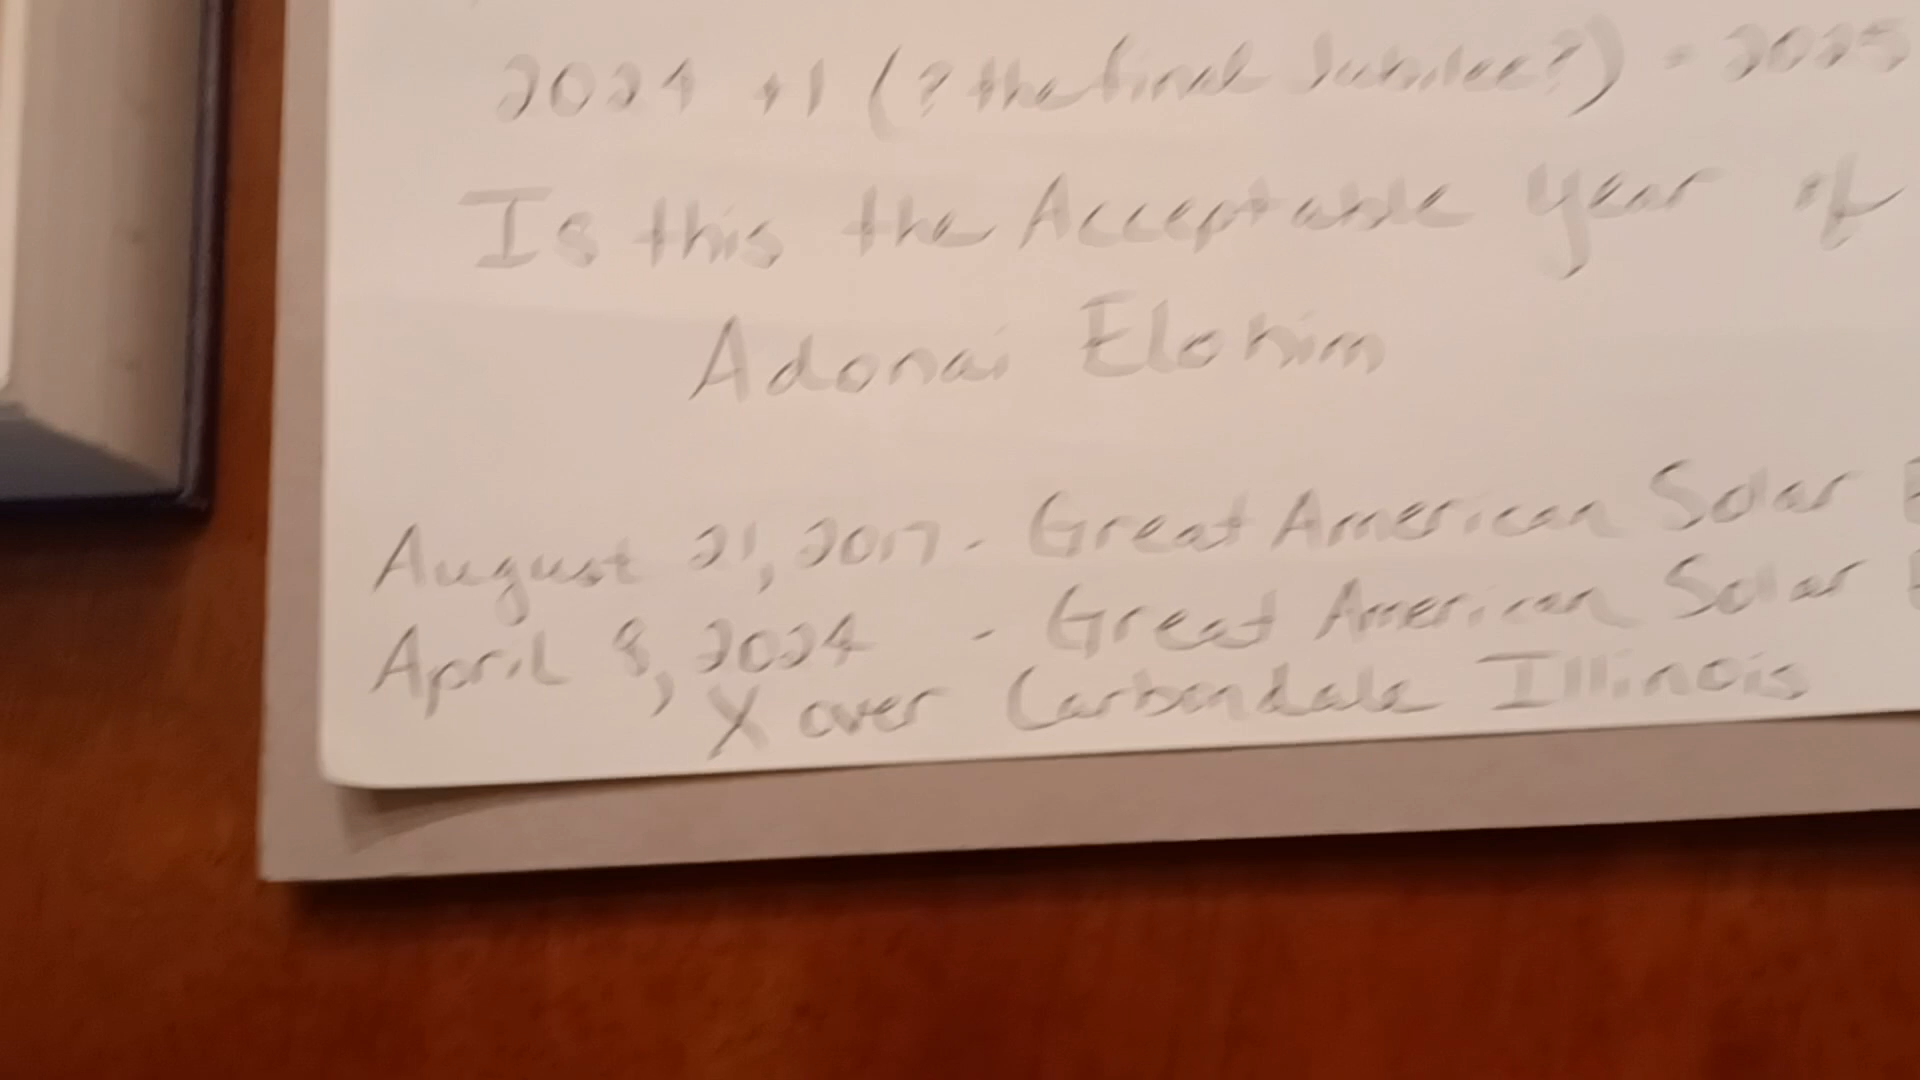 2024 +1 (? the final Jubilee?) = 2025
Is this the Acceptable year of
Adonai Elohim
August 21, 2017 - Great American Solar E
April 8, 2024 - Great American Solar E
X over Carbondale Illinois